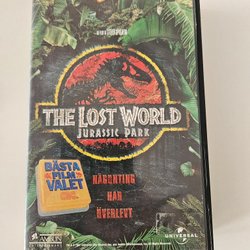 THE LOST WORLD
JURASSIC PARK
BÄSTA
FILM
VALET
NÅGONTING
HAR
ÖVERLEVT
UNIVERSAL